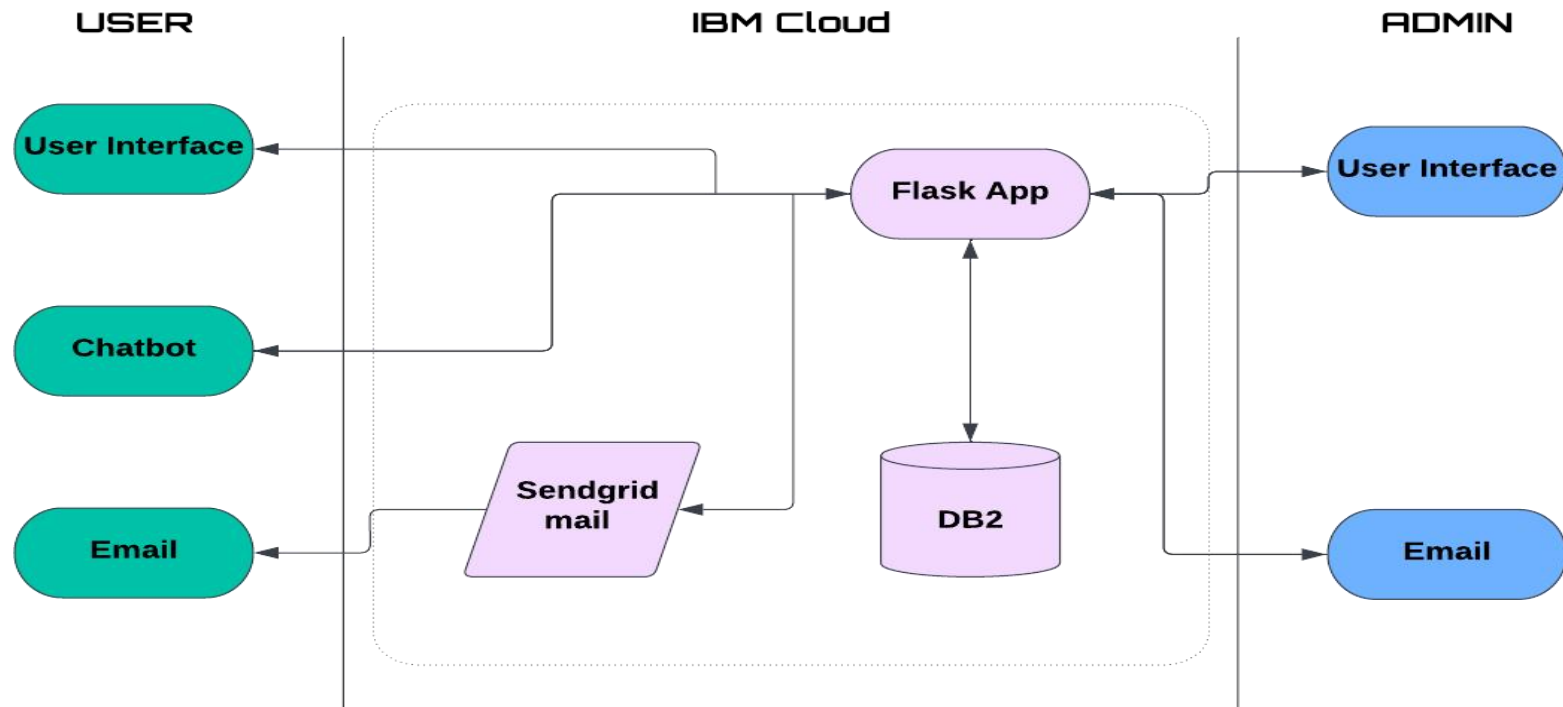 USER
IBM Cloud
ADMIN
User Interface
Flask App
User Interface
Chatbot
Sendgrid
mail
DB2
Email
Email